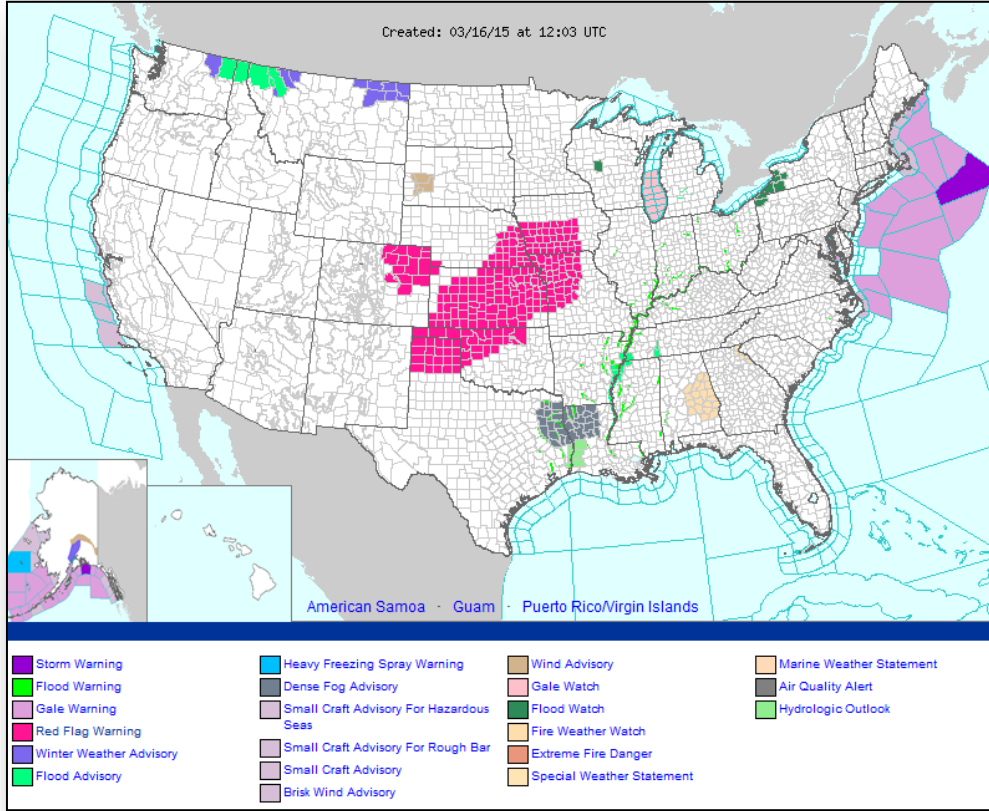 Created: 03/16/15 at 12:03 UTC
American Samoa · Guam · Puerto Rico/Virgin Islands
Storm Warning
Flood Warning
Gale Warning
Red Flag Warning
Winter Weather Advisory
Flood Advisory
Heavy Freezing Spray Warning
Dense Fog Advisory
Small Craft Advisory For Hazardous
Seas
Small Craft Advisory For Rough Bar
Small Craft Advisory
Brisk Wind Advisory
Wind Advisory
Gale Watch
Flood Watch
Fire Weather Watch
Extreme Fire Danger
Special Weather Statement
Marine Weather Statement
Air Quality Alert
Hydrologic Outlook